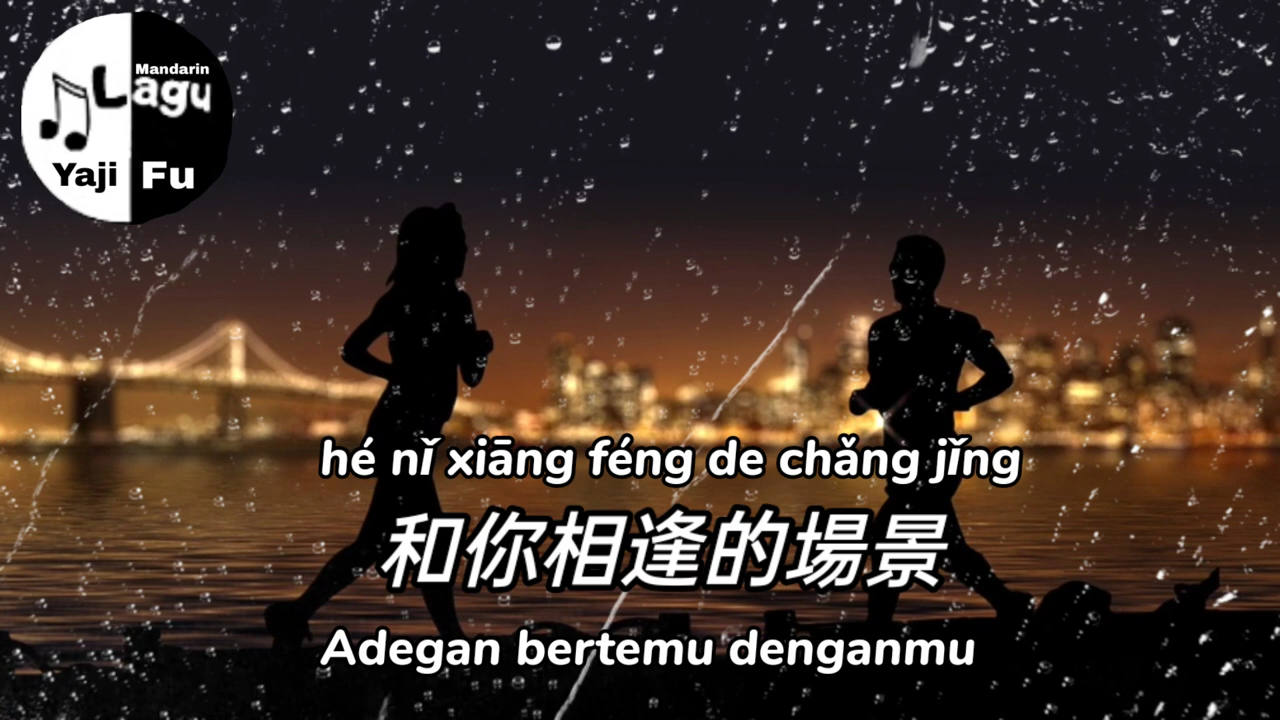 Mandarin
Lagu
Yaji Fu
hé nǐ xiāng féng de chǎng jǐng
和你相逢的場景
Adegan bertemu denganmu